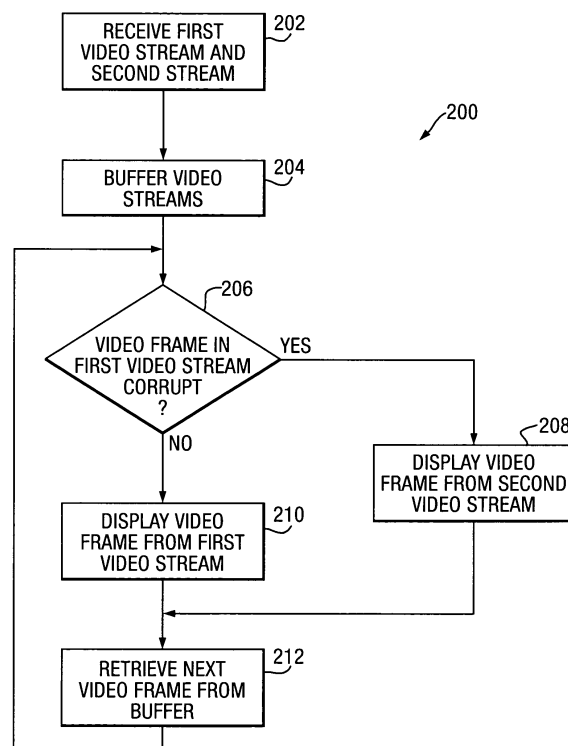 RECEIVE FIRST
VIDEO STREAM AND
SECOND STREAM
202
200
BUFFER VIDEO
STREAMS
204
206
VIDEO FRAME IN
FIRST VIDEO STREAM
CORRUPT
?
YES
NO
208
DISPLAY VIDEO
FRAME FROM SECOND
VIDEO STREAM
DISPLAY VIDEO
FRAME FROM FIRST
VIDEO STREAM
210
RETRIEVE NEXT
VIDEO FRAME FROM
BUFFER
212